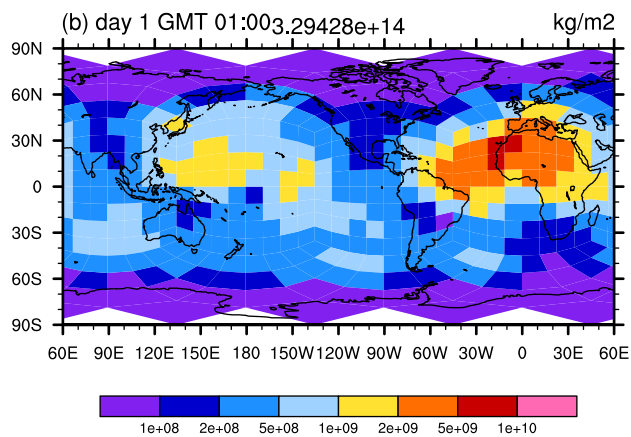 (b) day 1 GMT 01:00 3.29428e+14 kg/m2
90N
60N
30N
0
30S
60S
90S
60E 90E 120E 150E 180 150W 120W 90W 60W 30W 0 30E 60E
1e+08 2e+08 5e+08 1e+09 2e+09 5e+09 1e+10